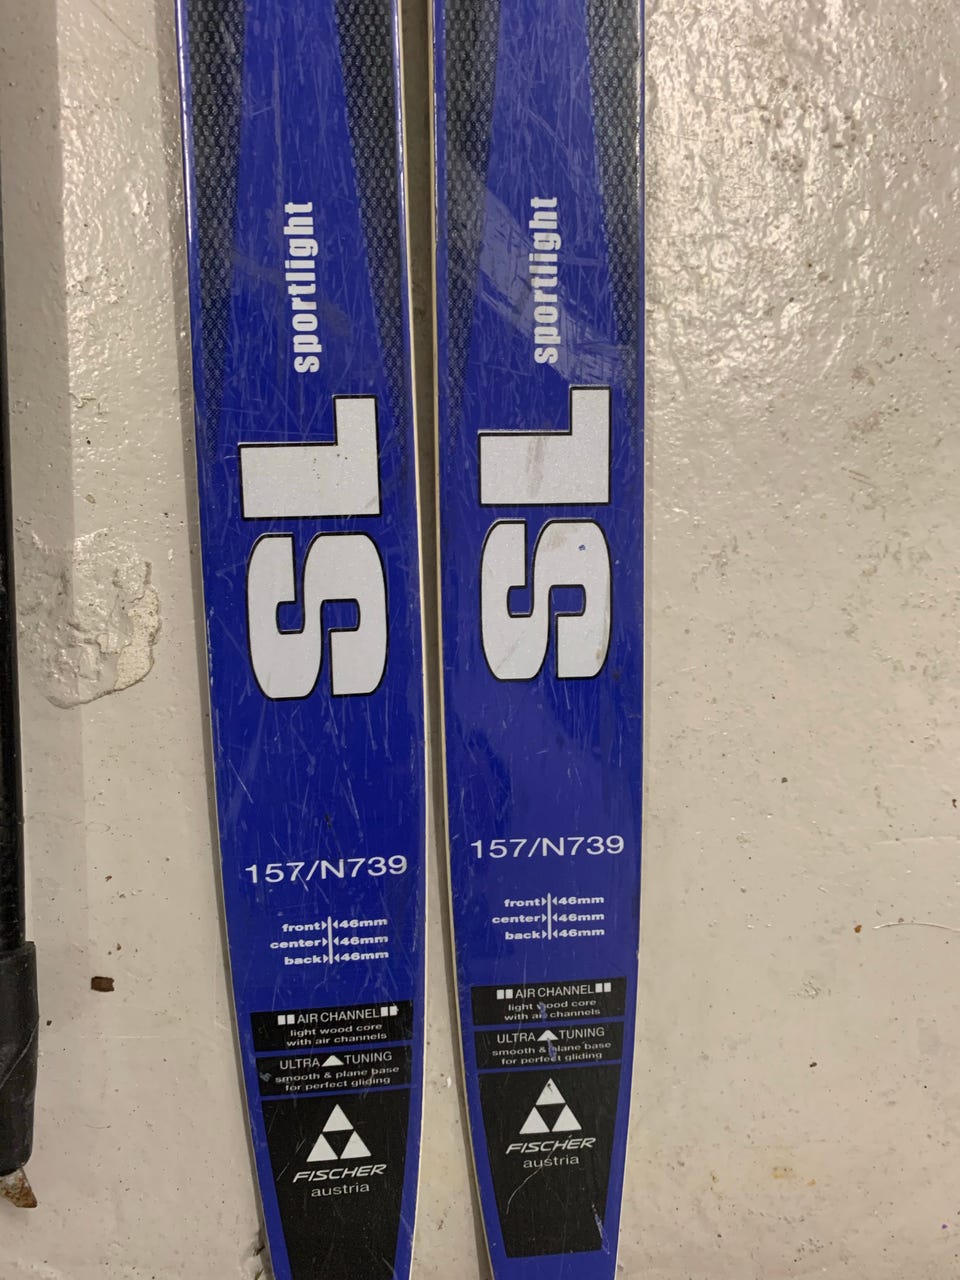 sportlight
SL
157/N739
front 46mm
center 46mm
back 46mm
AIR CHANNEL
light wood core
with air channels
ULTRA TUNING
smooth & plane base
for perfect gliding
FISCHER
austria
sportlight
SL
157/N739
front 46mm
center 46mm
back 46mm
AIR CHANNEL
light wood core
with air channels
ULTRA TUNING
smooth & plane base
for perfect gliding
FISCHER
austria